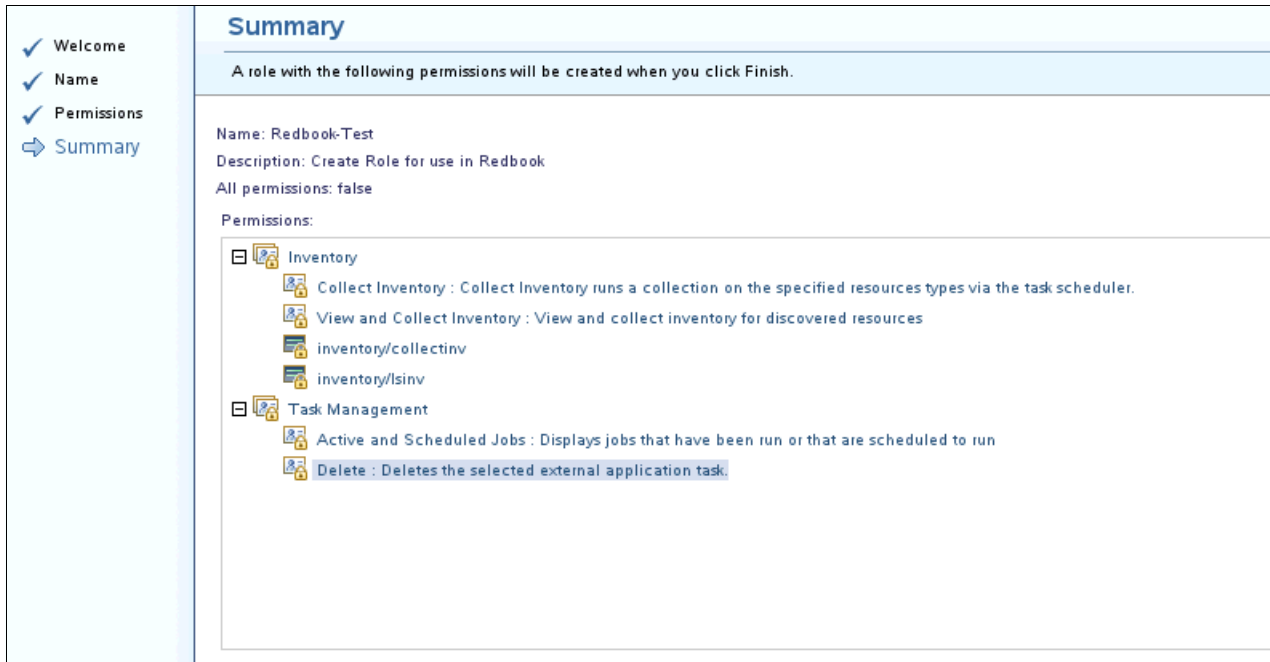 Welcome
Name
Permissions
Summary
Summary
A role with the following permissions will be created when you click Finish.
Name: Redbook-Test
Description: Create Role for use in Redbook
All permissions: false
Permissions:
Inventory
Collect Inventory : Collect Inventory runs a collection on the specified resources types via the task scheduler.
View and Collect Inventory : View and collect inventory for discovered resources
inventory/collectinv
inventory/lsinv
Task Management
Active and Scheduled Jobs : Displays jobs that have been run or that are scheduled to run
Delete : Deletes the selected external application task.